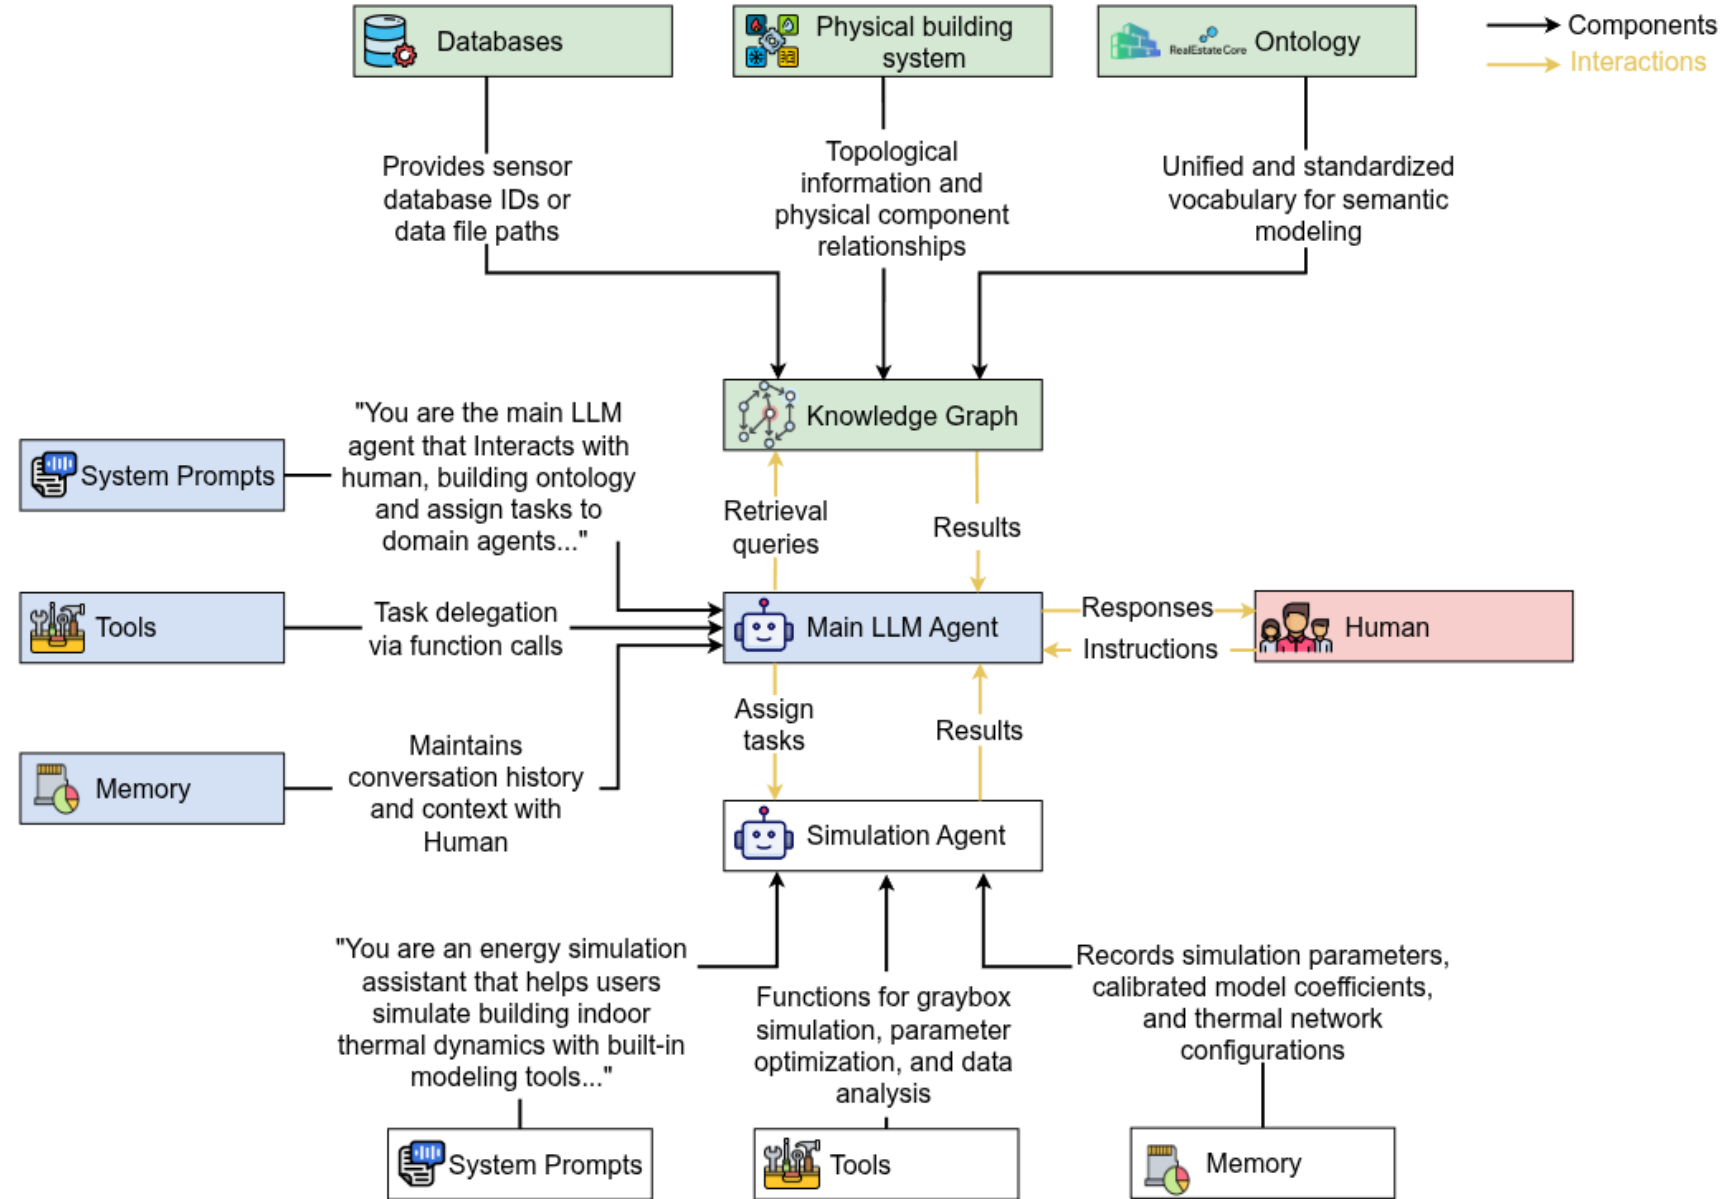 Databases
Physical building
system
RealEstateCore
Ontology
Components
Interactions
Provides sensor
database IDs or
data file paths
Topological
information and
physical component
relationships
Unified and standardized
vocabulary for semantic
modeling
Knowledge Graph
"You are the main LLM
agent that Interacts with
human, building ontology
and assign tasks to
domain agents..."
System Prompts
Retrieval
queries
Results
Tools
Task delegation
via function calls
Main LLM Agent
Responses
Instructions
Human
Assign
tasks
Results
Memory
Maintains
conversation history
and context with
Human
Simulation Agent
"You are an energy simulation
assistant that helps users
simulate building indoor
thermal dynamics with built-in
modeling tools..."
Functions for graybox
simulation, parameter
optimization, and data
analysis
Records simulation parameters,
calibrated model coefficients,
and thermal network
configurations
System Prompts
Tools
Memory